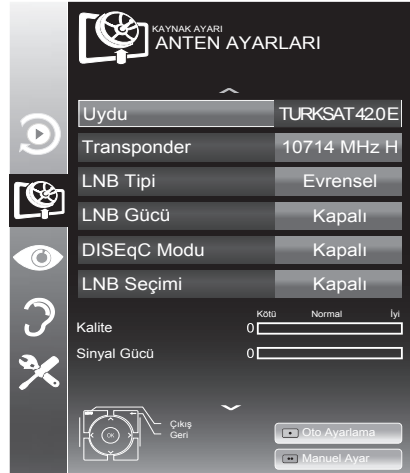 KAYNAK AYARI
ANTEN AYARLARI
Uydu TURKSAT 42.0 E
Transponder 10714 MHz H
LNB Tipi Evrensel
LNB Gücü Kapalı
DISEqC Modu Kapalı
LNB Seçimi Kapalı
Kötü Normal İyi
Kalite 0
Sinyal Gücü 0
OK
Çıkış
Geri
Oto Ayarlama
Manuel Ayar